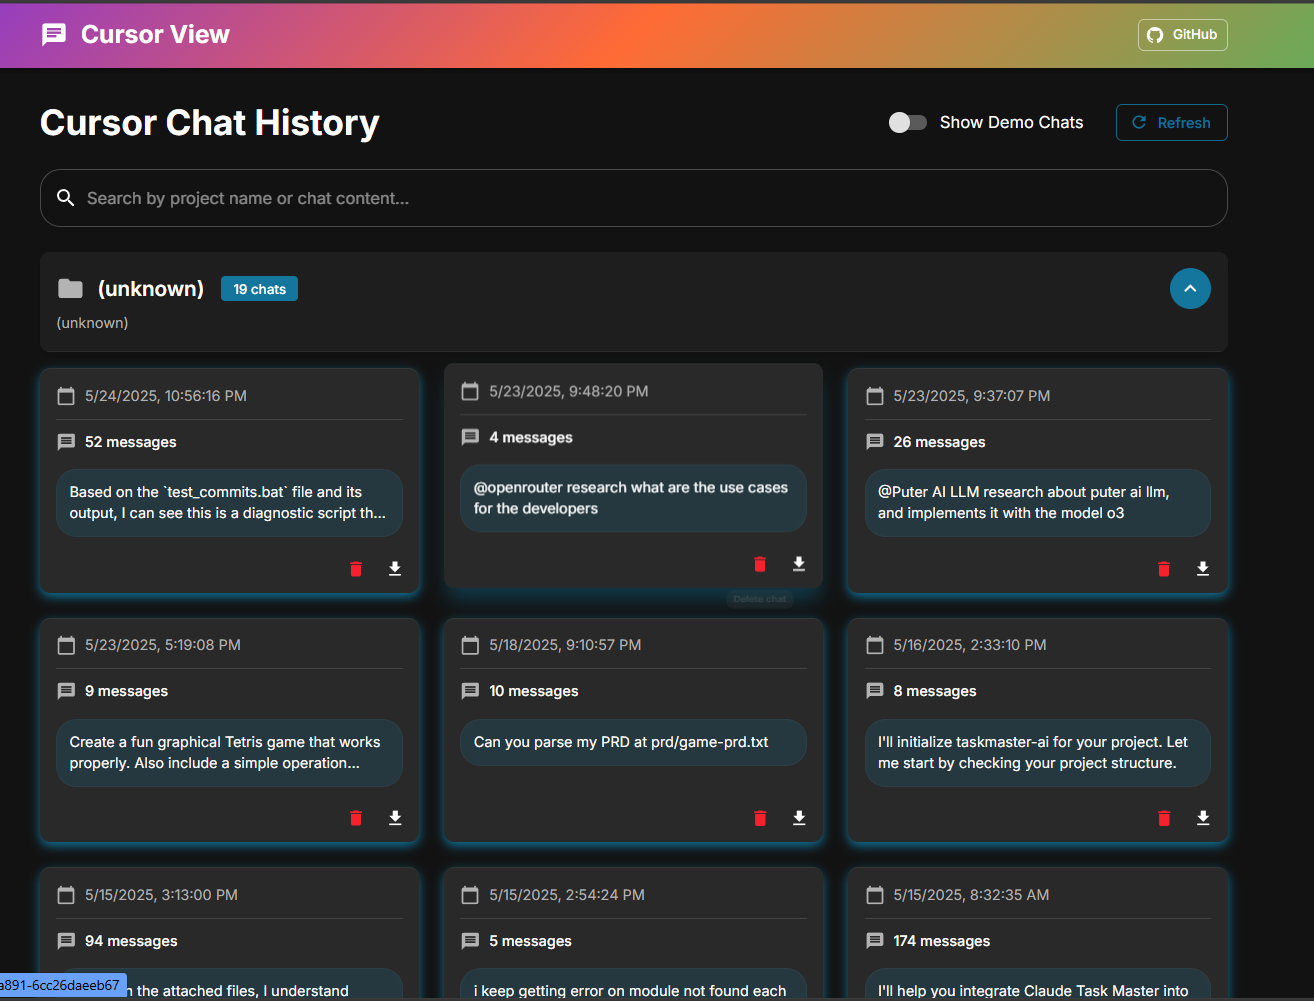 Cursor View
GitHub
Cursor Chat History
Show Demo Chats
Refresh
Search by project name or chat content...
(unknown)
19 chats
(unknown)
5/24/2025, 10:56:16 PM
52 messages
Based on the `test_commits.bat` file and its
output, I can see this is a diagnostic script th...
5/23/2025, 9:48:20 PM
4 messages
@openrouter research what are the use cases
for the developers
Delete chat
5/23/2025, 9:37:07 PM
26 messages
@Puter AI LLM research about puter ai llm,
and implements it with the model o3
5/23/2025, 5:19:08 PM
9 messages
Create a fun graphical Tetris game that works
properly. Also include a simple operation...
5/18/2025, 9:10:57 PM
10 messages
Can you parse my PRD at prd/game-prd.txt
5/16/2025, 2:33:10 PM
8 messages
I'll initialize taskmaster-ai for your project. Let
me start by checking your project structure.
5/15/2025, 3:13:00 PM
94 messages
n the attached files, I understand
5/15/2025, 2:54:24 PM
5 messages
i keep getting error on module not found each
5/15/2025, 8:32:35 AM
174 messages
I'll help you integrate Claude Task Master into
a891-6cc26daeeb67